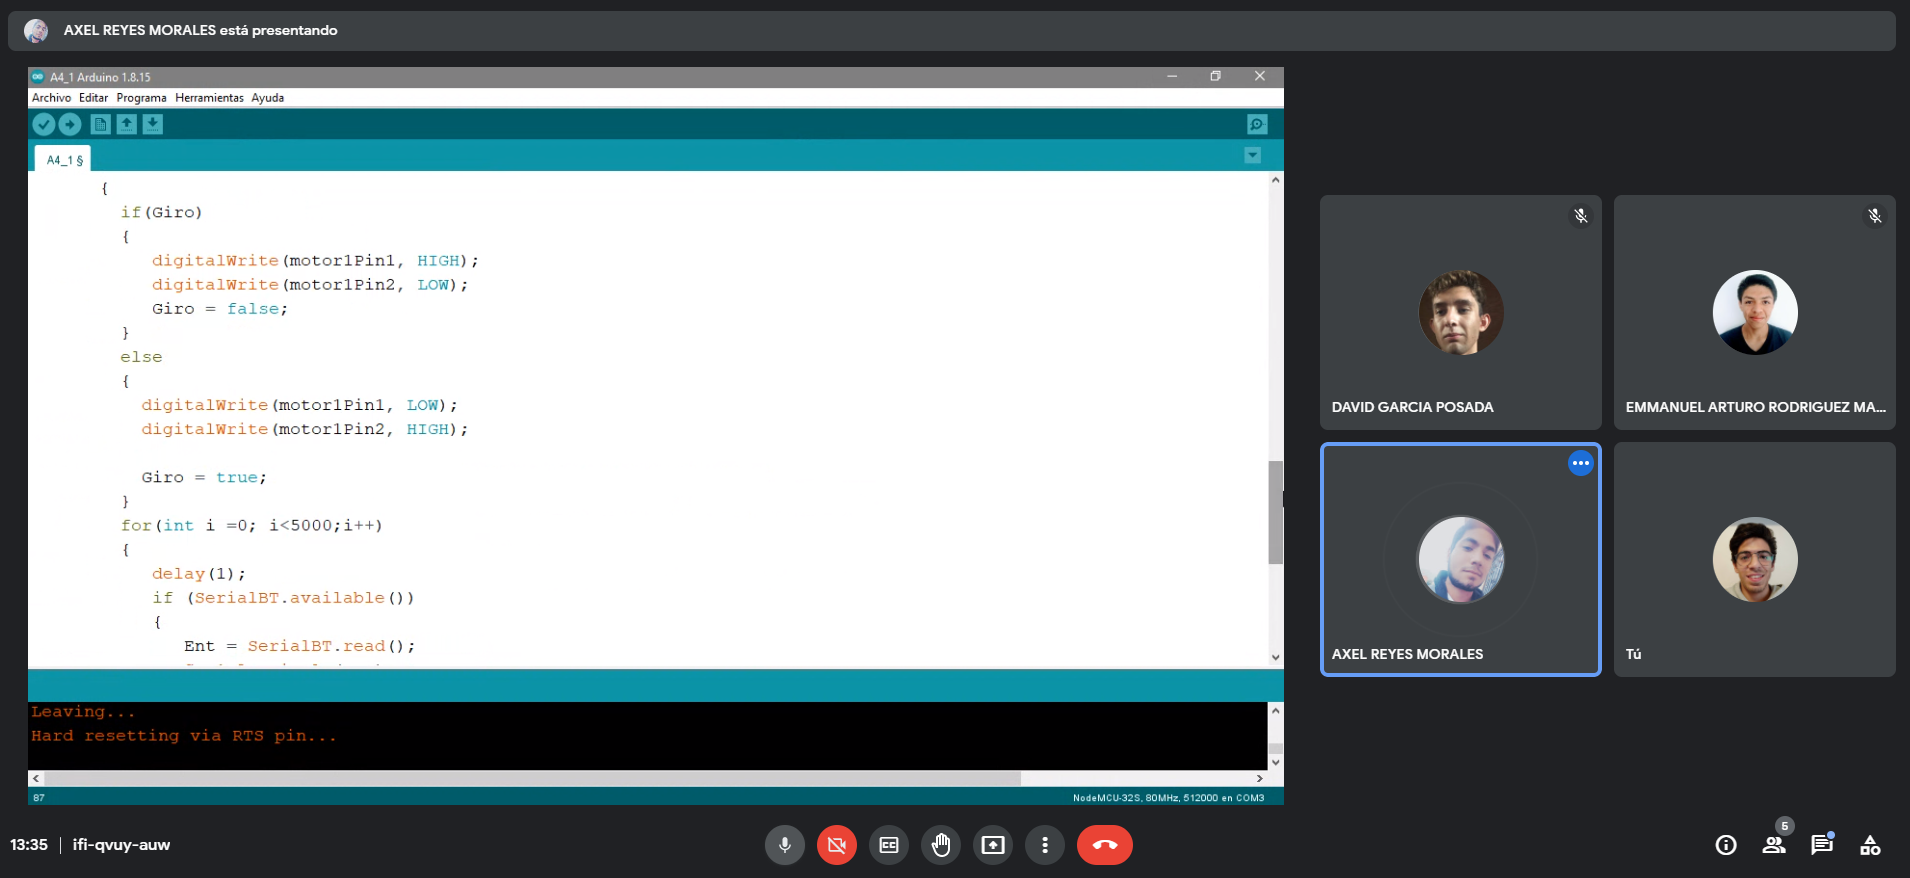 AXEL REYES MORALES está presentando
A4_1 Arduino 1.8.15
Archivo Editar Programa Herramientas Ayuda
A4_1 §
{
if(Giro)
{
digitalWrite(motor1Pin1, HIGH);
digitalWrite(motor1Pin2, LOW);
Giro = false;
}
else
{
digitalWrite(motor1Pin1, LOW);
digitalWrite(motor1Pin2, HIGH);
Giro = true;
}
for(int i =0; i<5000;i++)
{
delay(1);
if (SerialBT.available())
{
Ent = SerialBT.read();
Leaving...
Hard resetting via RTS pin...
87
NodeMCU-32S, 80MHz, 512000 en COM3
DAVID GARCIA POSADA
EMMANUEL ARTURO RODRIGUEZ MA...
AXEL REYES MORALES
Tú
13:35 | ifi-qvuy-auw
CC
5